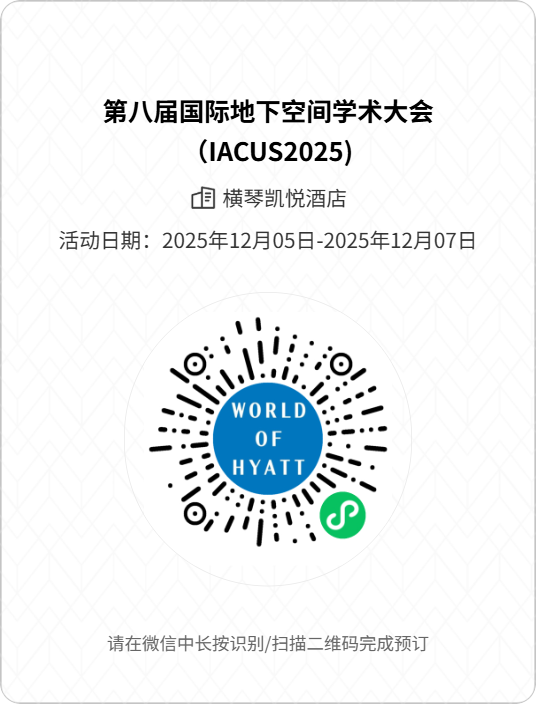 第八届国际地下空间学术大会
（IACUS2025)
横琴凯悦酒店
活动日期：2025年12月05日-2025年12月07日
WORLD
OF
HYATT
请在微信中长按识别/扫描二维码完成预订